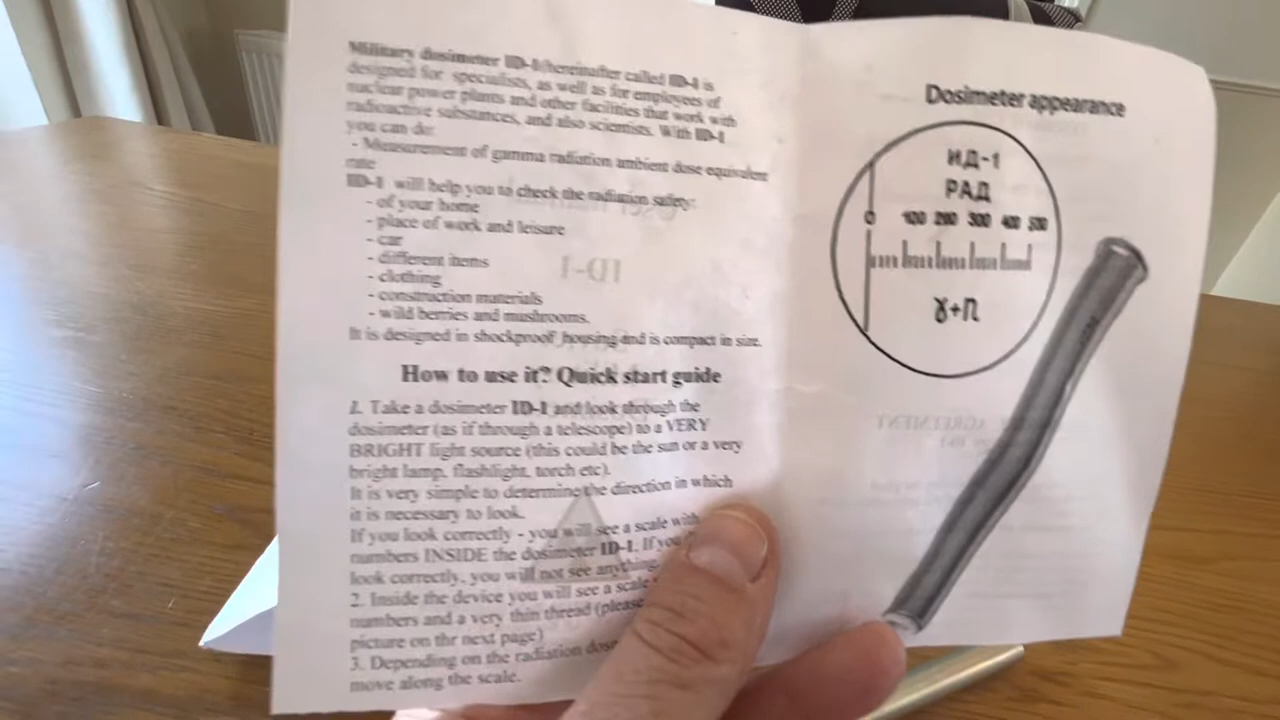 Military dosimeter ID-1(hereinafter called ID-1 is
designed for specialists, as well as for employees of
nuclear power plants and other facilities that work with
radioactive substances, and also scientists. With ID-1
you can do:
- Measurement of gamma radiation ambient dose equivalent
rate
ID-1 will help you to check the radiation safety:
- of your home
- place of work and leisure
- car
- different items
- clothing
- construction materials
- wild berries and mushrooms.
It is designed in shockproof housing and is compact in size.
How to use it? Quick start guide
1. Take a dosimeter ID-1 and look through the
dosimeter (as if through a telescope) to a VERY
BRIGHT light source (this could be the sun or a very
bright lamp, flashlight, torch etc).
It is very simple to determine the direction in which
it is necessary to look.
If you look correctly - you will see a scale with
numbers INSIDE the dosimeter ID-1. If you
look correctly, you will not see anything
2. Inside the device you will see a scale
numbers and a very thin thread (please
picture on thr next page)
3. Depending on the radiation
move along the scale.
Dosimeter appearance
ИД-1
РАД
0 100 200 300 400 500
ɣ+n
ID-1
AGREEMENT